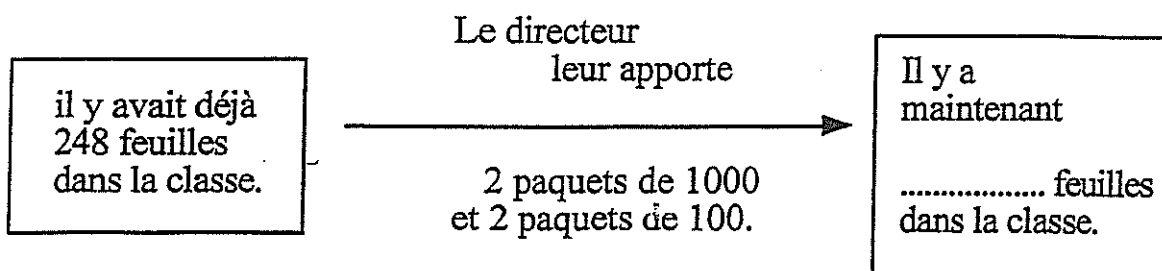 il y avait déjà
248 feuilles
dans la classe.
Le directeur
leur apporte
2 paquets de 1000
et 2 paquets de 100.
Il y a
maintenant
.................. feuilles
dans la classe.